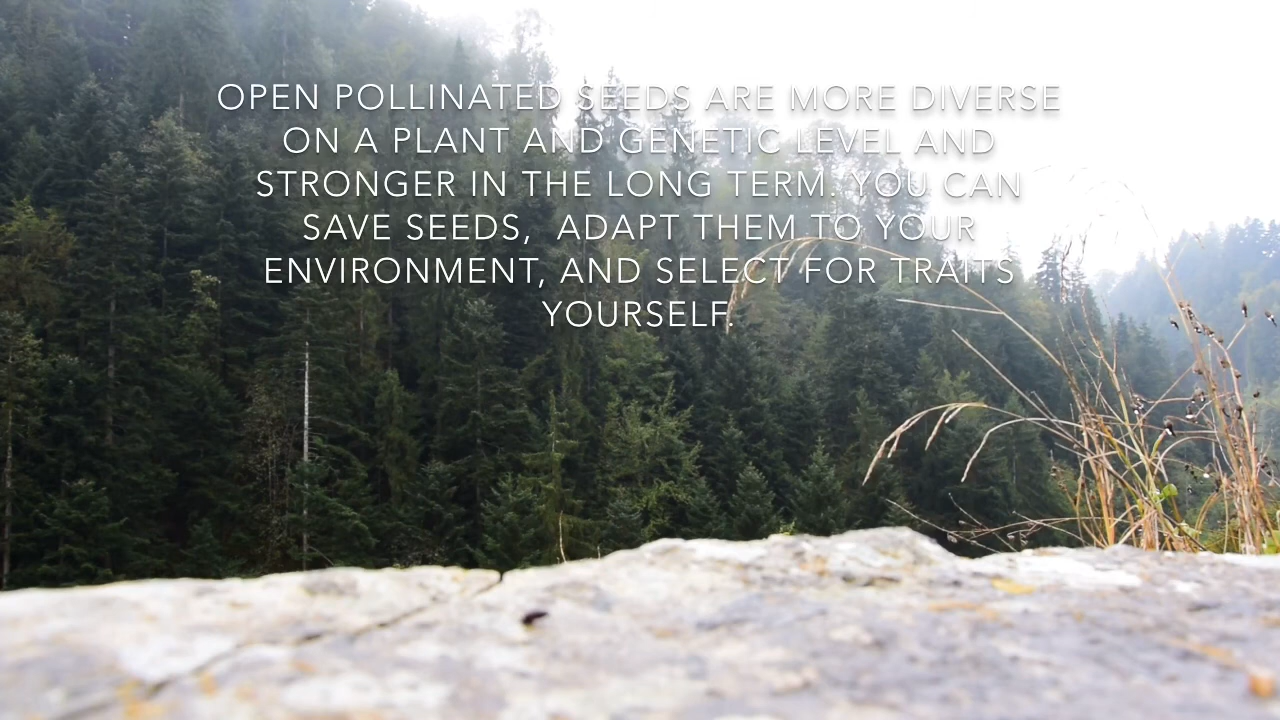 OPEN POLLINATED SEEDS ARE MORE DIVERSE
ON A PLANT AND GENETIC LEVEL AND
STRONGER IN THE LONG TERM. YOU CAN
SAVE SEEDS,  ADAPT THEM TO YOUR
ENVIRONMENT, AND SELECT FOR TRAITS
YOURSELF.